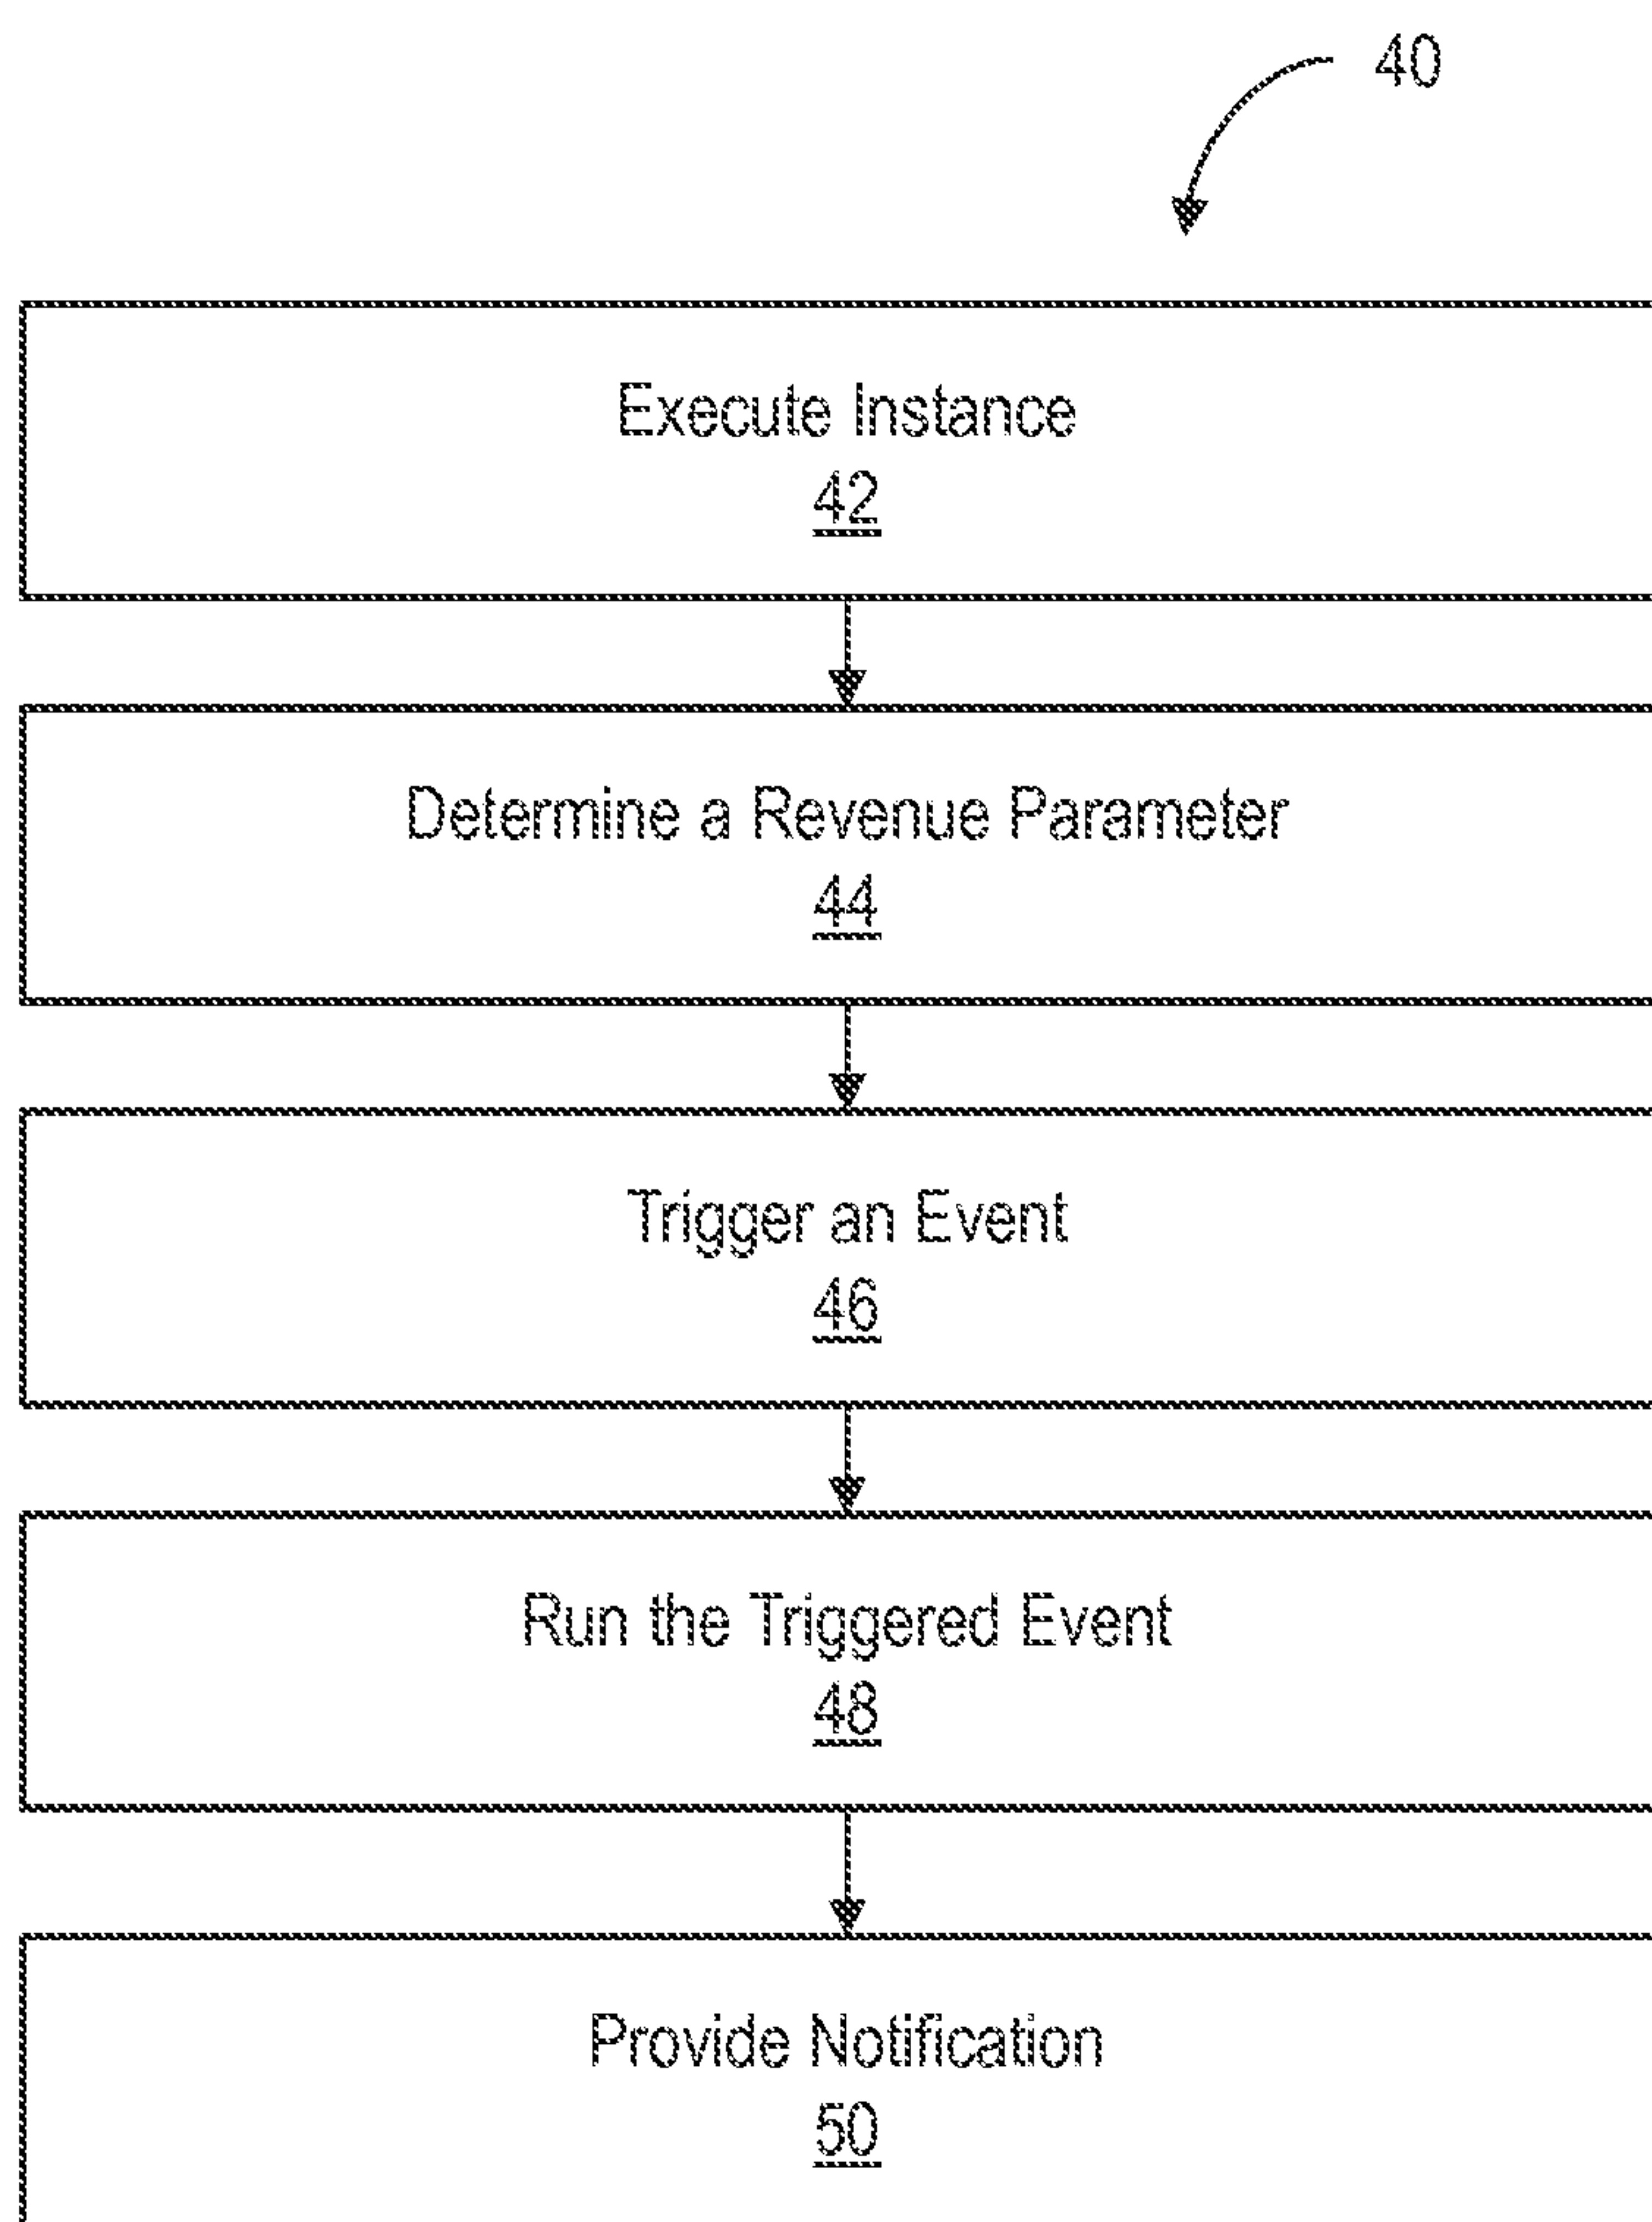 40
Execute Instance
42
Determine a Revenue Parameter
44
Trigger an Event
46
Run the Triggered Event
48
Provide Notification
50